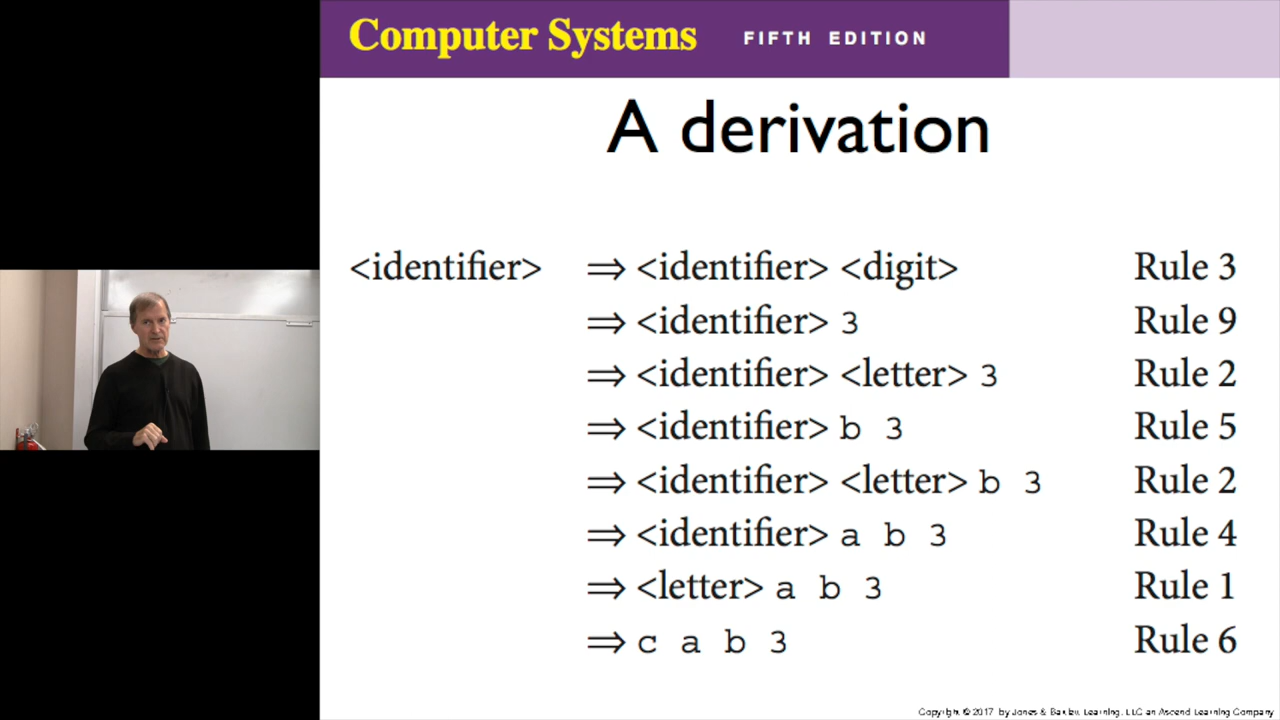 Computer Systems FIFTH EDITION
A derivation
<identifier> ⇒ <identifier> <digit> Rule 3
⇒ <identifier> 3 Rule 9
⇒ <identifier> <letter> 3 Rule 2
⇒ <identifier> b 3 Rule 5
⇒ <identifier> <letter> b 3 Rule 2
⇒ <identifier> a b 3 Rule 4
⇒ <letter> a b 3 Rule 1
⇒ c a b 3 Rule 6
Copyright © 2017 by Jones & Bartlett Learning, LLC an Ascend Learning Company